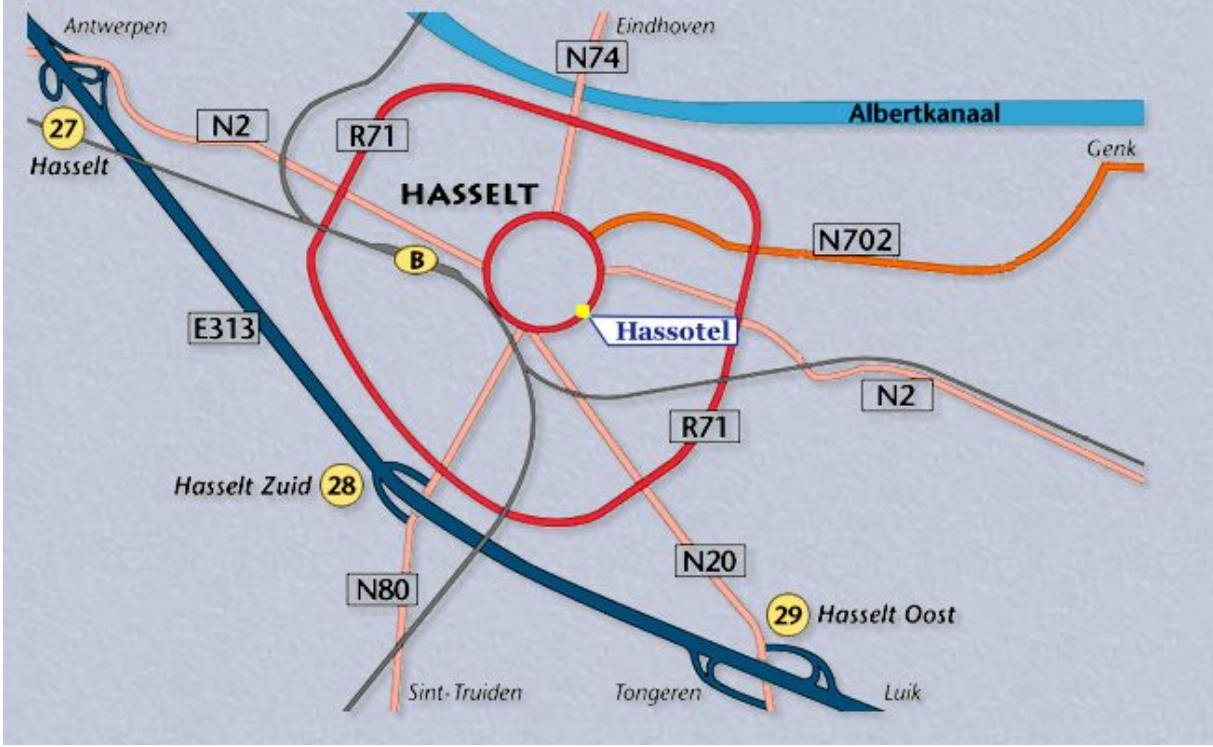 Antwerpen
Eindhoven
N74
Albertkanaal
27
N2
R71
Genk
Hasselt
HASSELT
N702
B
E313
Hassotel
N2
R71
Hasselt Zuid 28
N20
N80
29 Hasselt Oost
Sint-Truiden
Tongeren
Luik